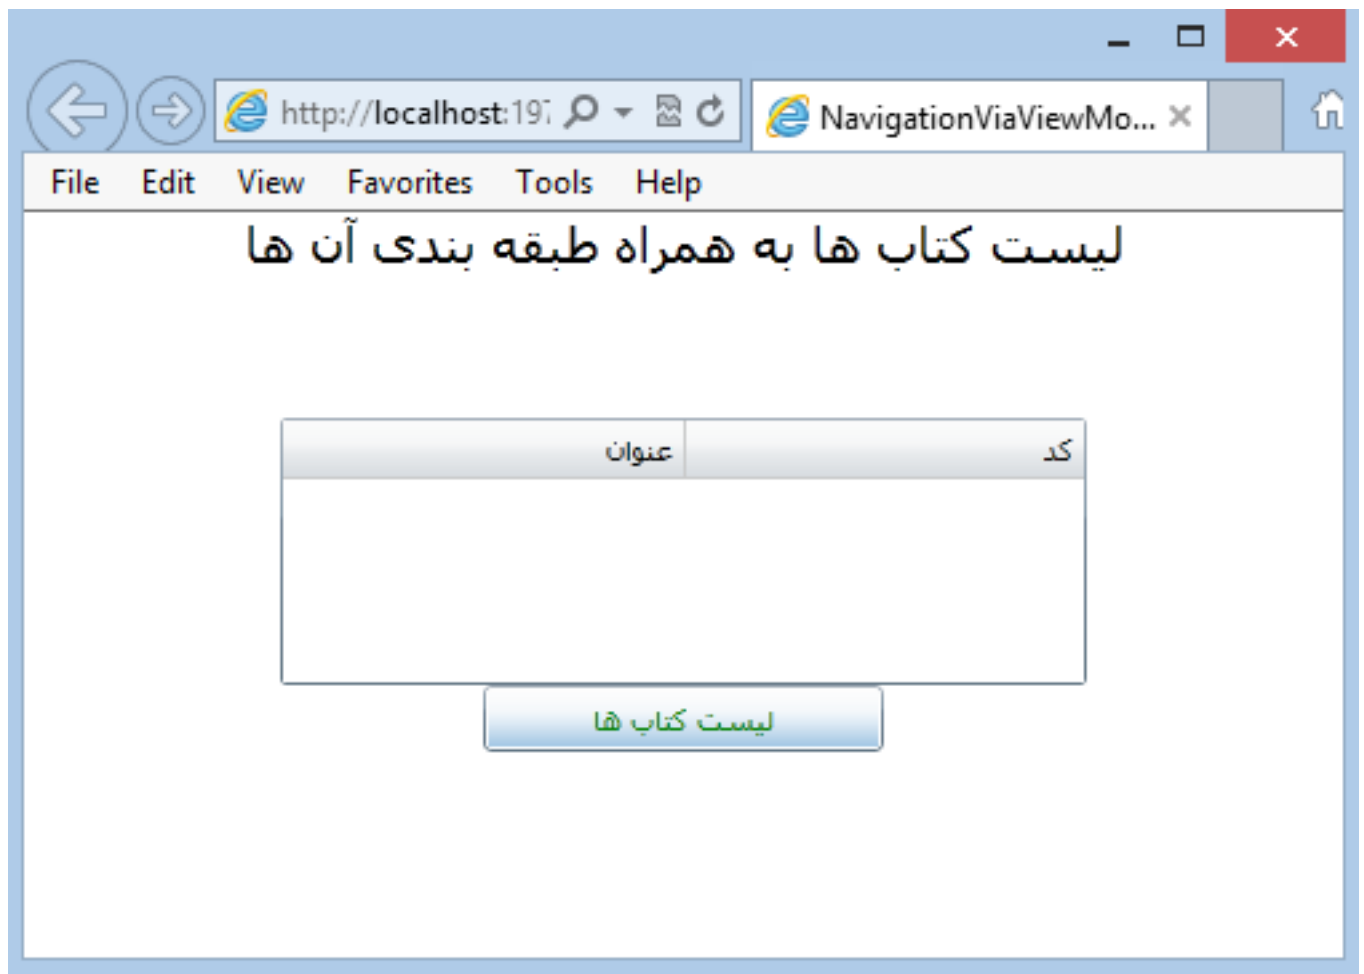 http://localhost:197
NavigationViaViewMo...
File Edit View Favorites Tools Help
لیست کتاب ها به همراه طبقه بندی آن ها
کد عنوان
لیست کتاب ها